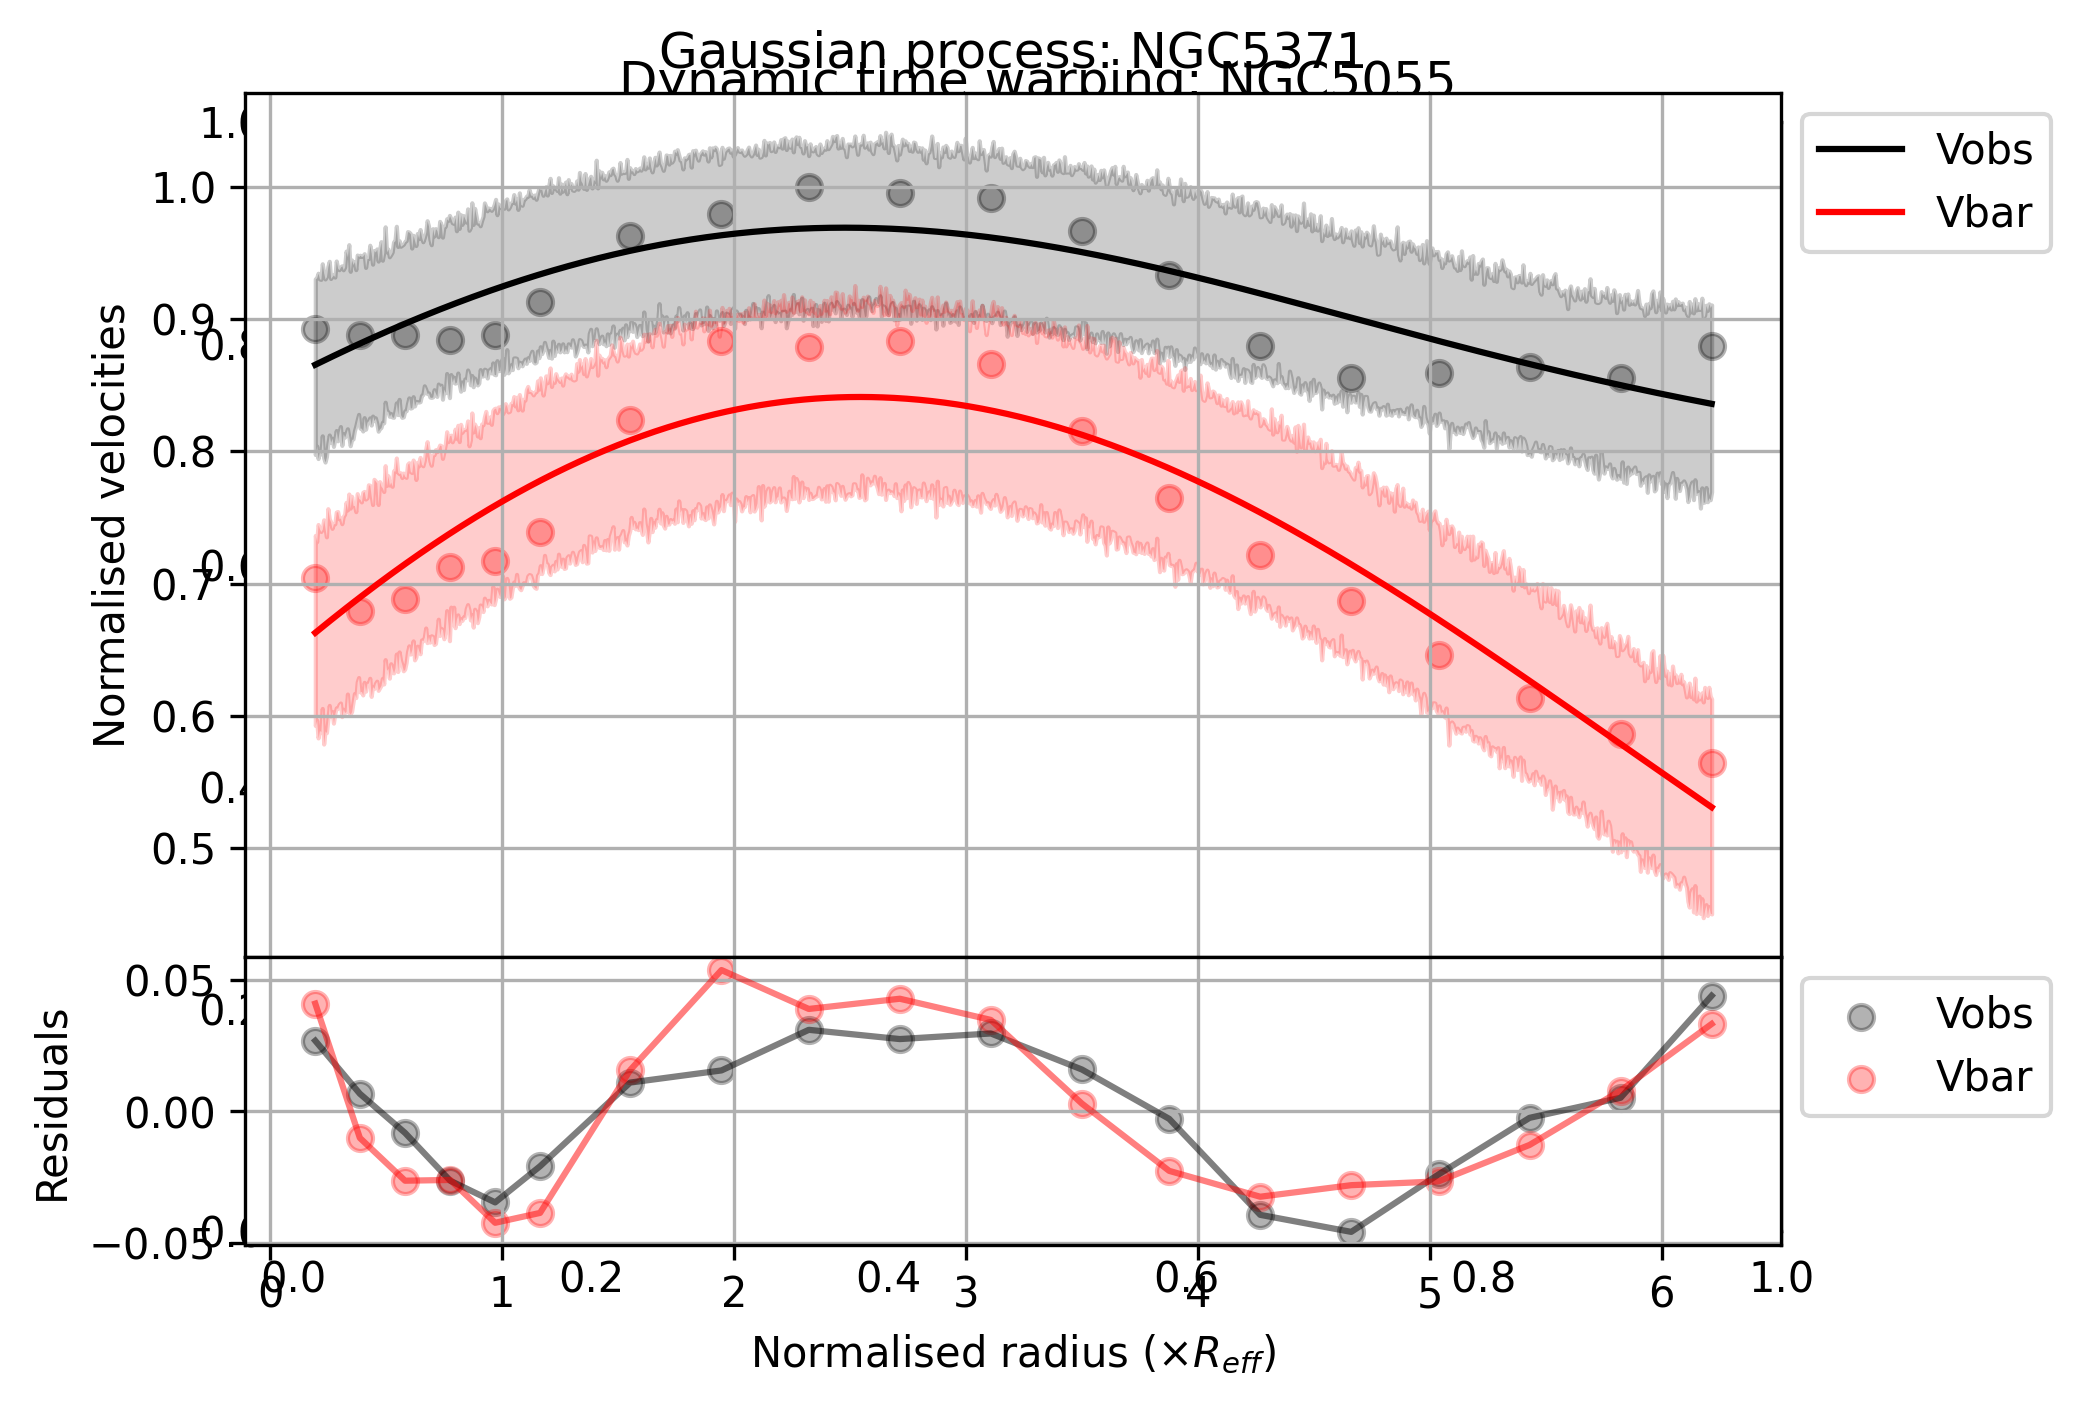 Gaussian process: NGC5371
Dynamic time warping: NGC5055
Vobs
Vbar
1.0
0.9
0.8
0.7
0.6
0.5
Normalised velocities
Vobs
Vbar
0.05
0.00
−0.05
Residuals
0.0 0.2 0.4 0.6 0.8 1.0
0 1 2 3 4 5 6
Normalised radius (×R_eff)